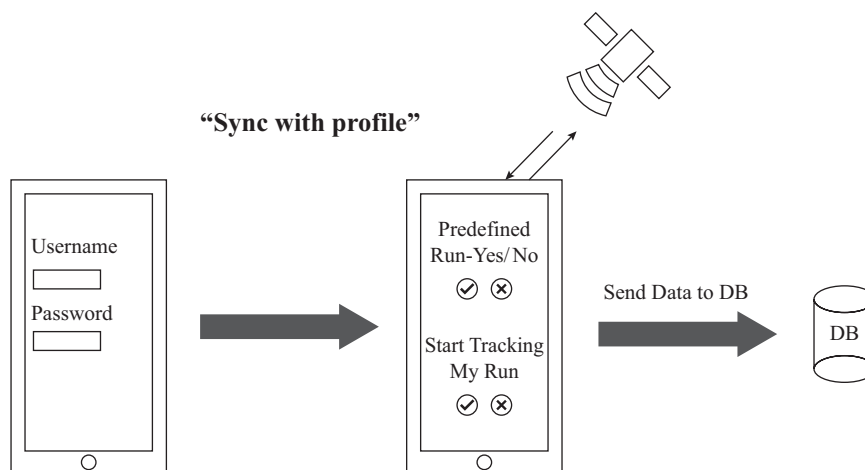 “Sync with profile”
Username
Password
Predefined
Run-Yes/No
Start Tracking
My Run
Send Data to DB
DB